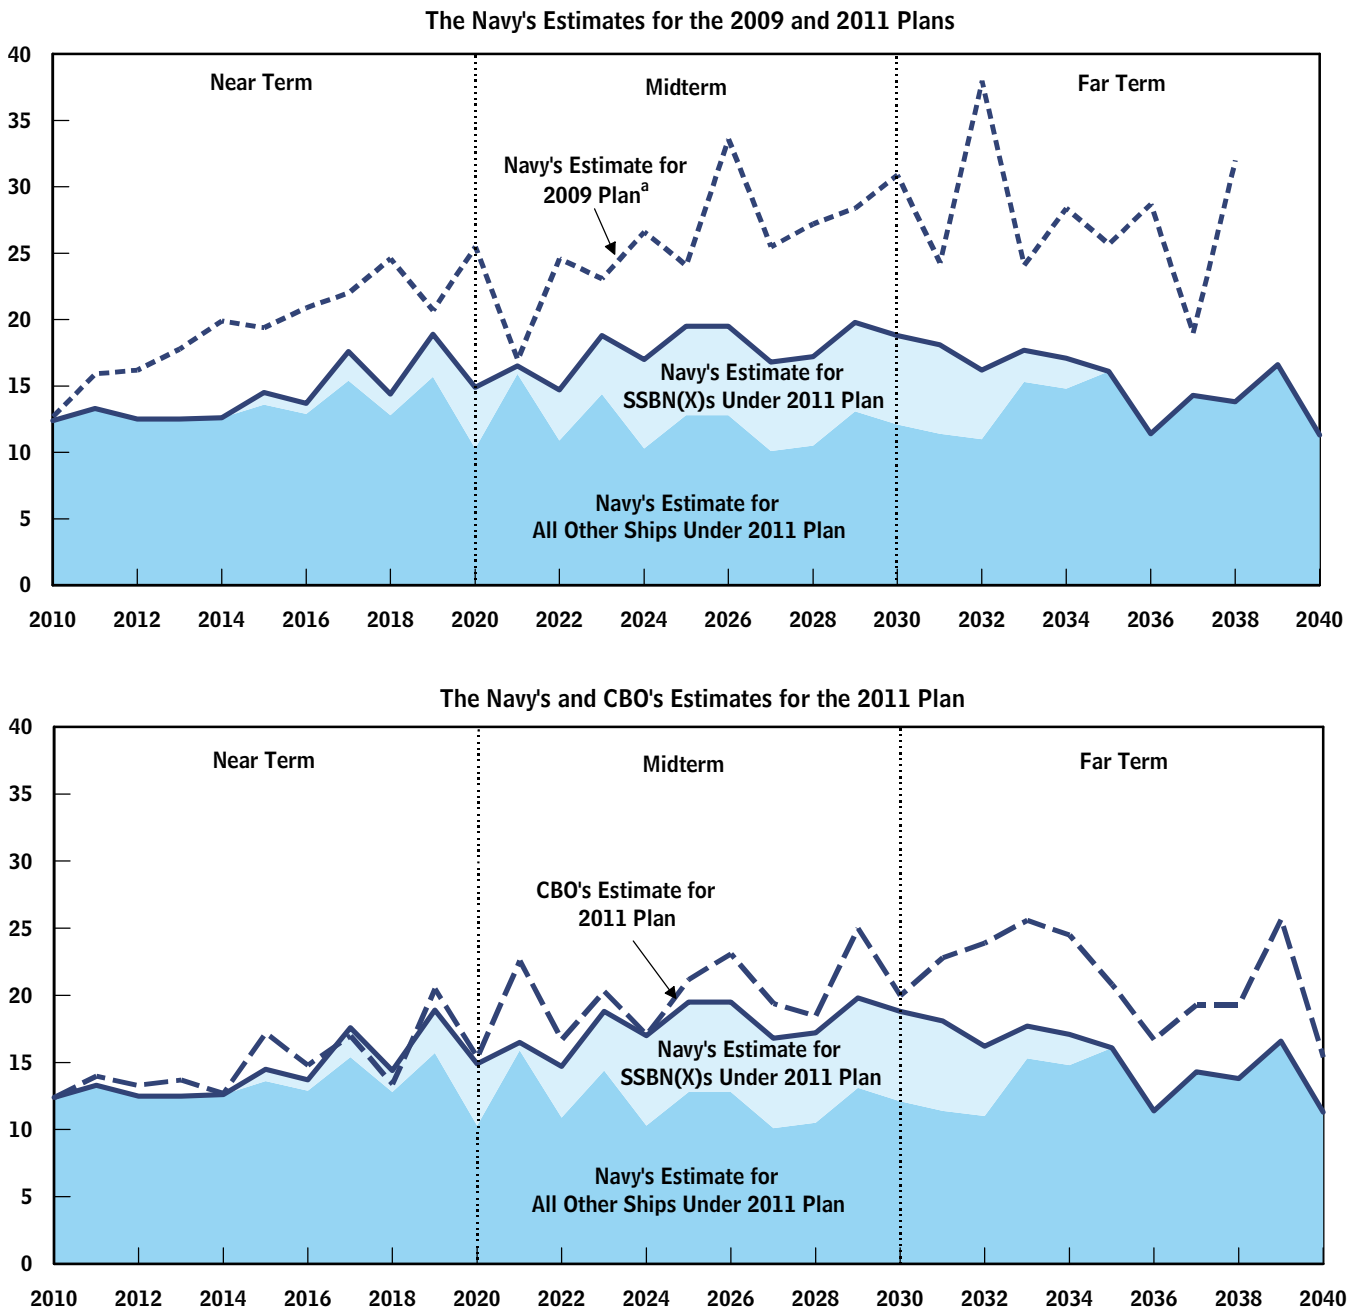 The Navy's Estimates for the 2009 and 2011 Plans
40
35
30
25
20
15
10
5
0
Near Term
Midterm
Far Term
Navy's Estimate for
2009 Planᵃ
Navy's Estimate for
SSBN(X)s Under 2011 Plan
Navy's Estimate for
All Other Ships Under 2011 Plan
2010 2012 2014 2016 2018 2020 2022 2024 2026 2028 2030 2032 2034 2036 2038 2040
The Navy's and CBO's Estimates for the 2011 Plan
40
35
30
25
20
15
10
5
0
Near Term
Midterm
Far Term
CBO's Estimate for
2011 Plan
Navy's Estimate for
SSBN(X)s Under 2011 Plan
Navy's Estimate for
All Other Ships Under 2011 Plan
2010 2012 2014 2016 2018 2020 2022 2024 2026 2028 2030 2032 2034 2036 2038 2040